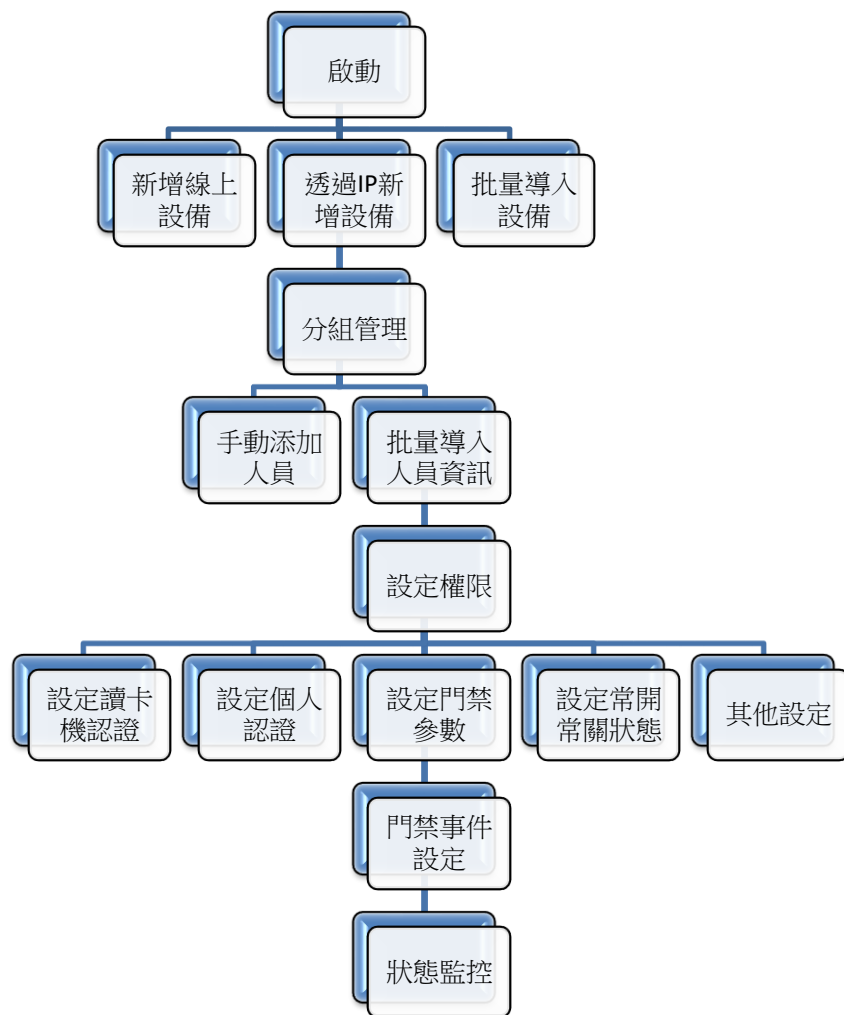 啟動
新增線上
設備
透過IP新
增設備
批量導入
設備
分組管理
手動添加
人員
批量導入
人員資訊
設定權限
設定讀卡
機認證
設定個人
認證
設定門禁
參數
設定常開
常關狀態
其他設定
門禁事件
設定
狀態監控